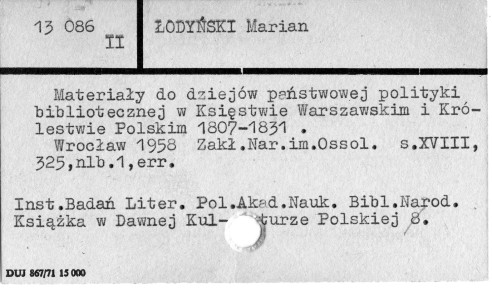 13 086
II
ŁODYŃSKI Marian
Materiały do dziejów państwowej polityki
bibliotecznej w Księstwie Warszawskim i Kró-
lestwie Polskim 1807-1831 .
Wrocław 1958 Zakł.Nar.im.Ossol. s.XVIII,
325,nlb.1,err.
Inst.Badań Liter. Pol.Akad.Nauk. Bibl.Narod.
Książka w Dawnej Kul- turze Polskiej 8.
DUJ 867/71 15 000